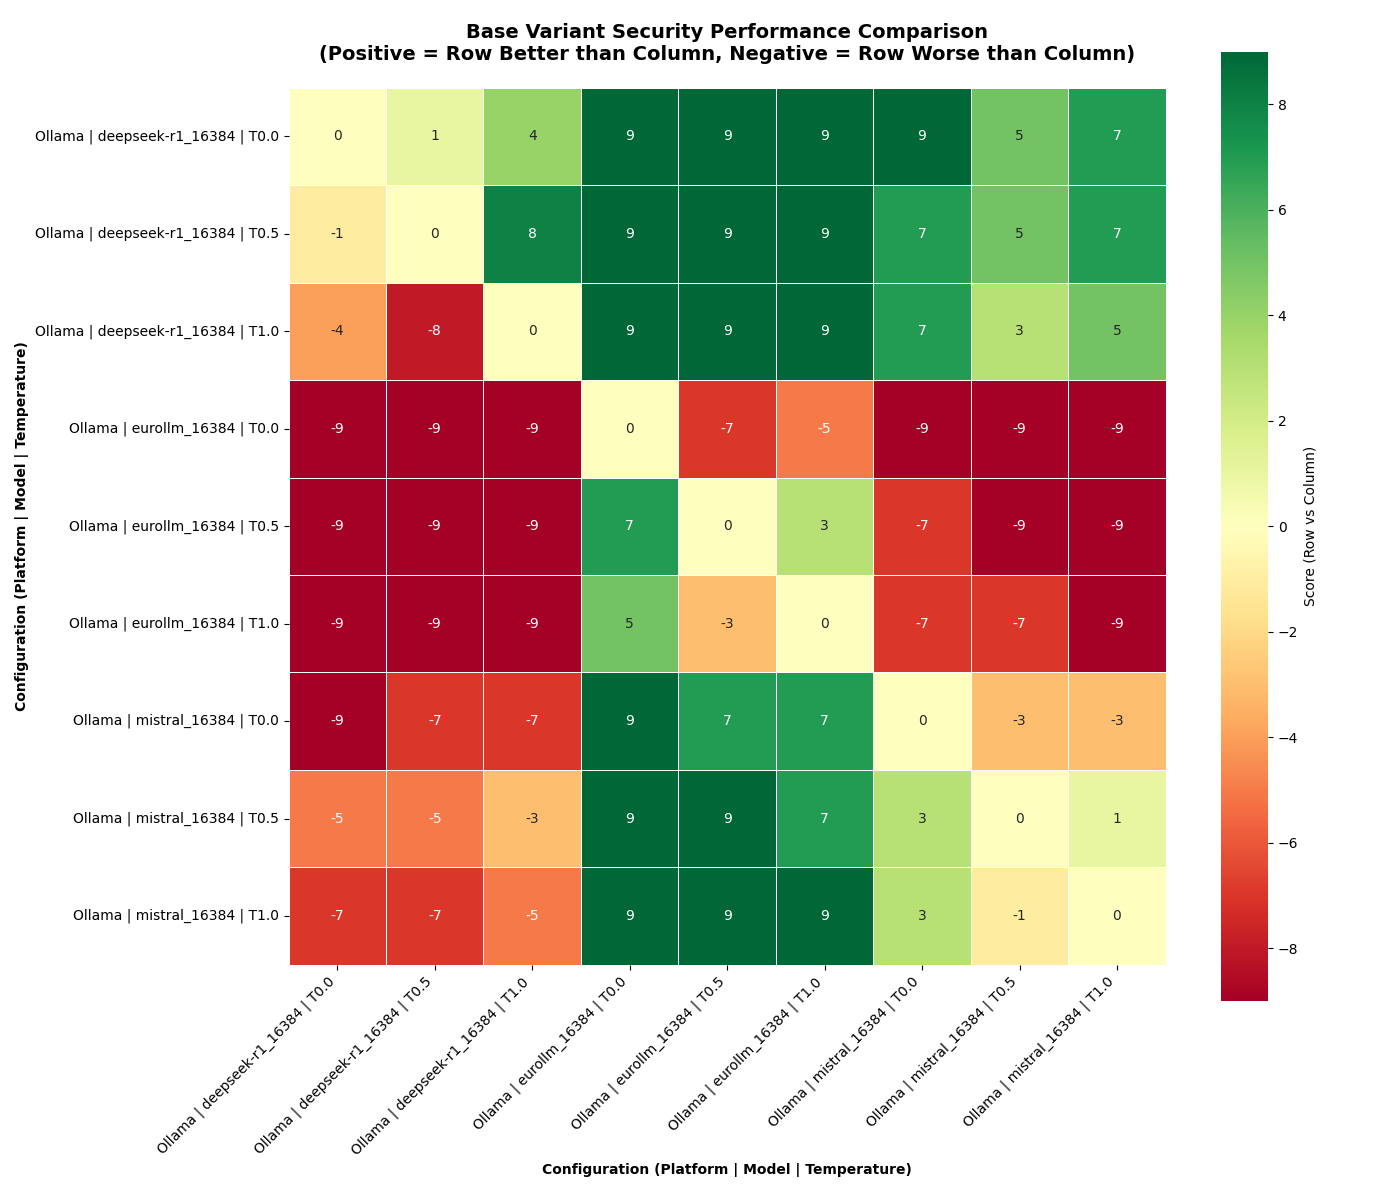 Base Variant Security Performance Comparison
(Positive = Row Better than Column, Negative = Row Worse than Column)
Configuration (Platform | Model | Temperature)
Ollama | deepseek-r1_16384 | T0.0 0 1 4 9 9 9 9 5 7
Ollama | deepseek-r1_16384 | T0.5 -1 0 8 9 9 9 7 5 7
Ollama | deepseek-r1_16384 | T1.0 -4 -8 0 9 9 9 7 3 5
Ollama | eurollm_16384 | T0.0 -9 -9 -9 0 -7 -5 -9 -9 -9
Ollama | eurollm_16384 | T0.5 -9 -9 -9 7 0 3 -7 -9 -9
Ollama | eurollm_16384 | T1.0 -9 -9 -9 5 -3 0 -7 -7 -9
Ollama | mistral_16384 | T0.0 -9 -7 -7 9 7 7 0 -3 -3
Ollama | mistral_16384 | T0.5 -5 -5 -3 9 9 7 3 0 1
Ollama | mistral_16384 | T1.0 -7 -7 -5 9 9 9 3 -1 0
Ollama | deepseek-r1_16384 | T0.0
Ollama | deepseek-r1_16384 | T0.5
Ollama | deepseek-r1_16384 | T1.0
Ollama | eurollm_16384 | T0.0
Ollama | eurollm_16384 | T0.5
Ollama | eurollm_16384 | T1.0
Ollama | mistral_16384 | T0.0
Ollama | mistral_16384 | T0.5
Ollama | mistral_16384 | T1.0
Configuration (Platform | Model | Temperature)
8
6
4
2
0
−2
−4
−6
−8
Score (Row vs Column)